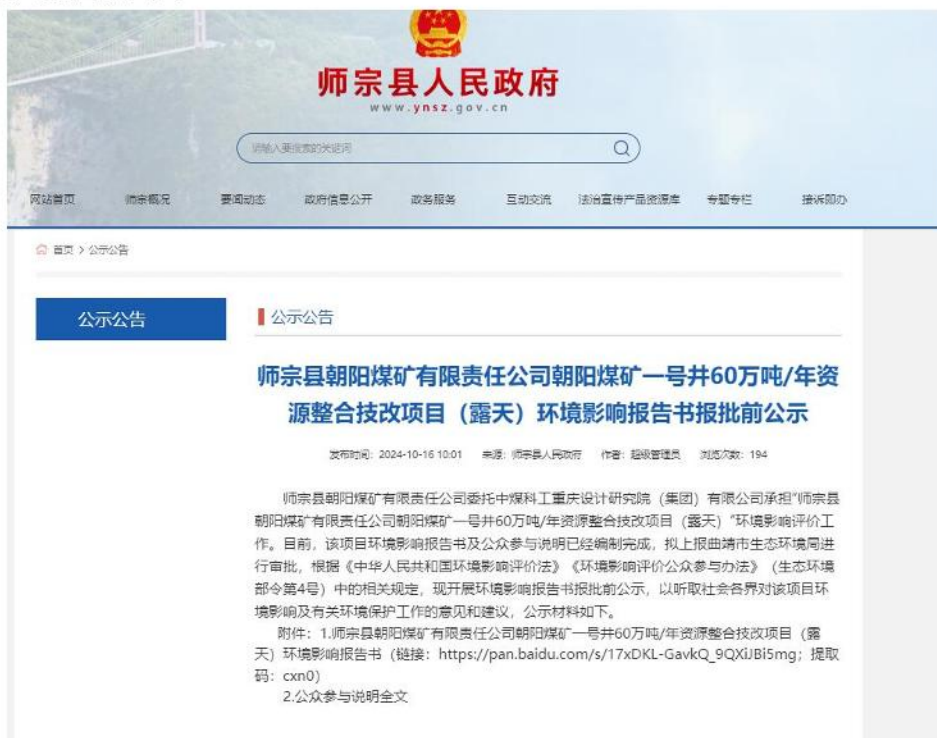 师宗县人民政府
www.ynsz.gov.cn
请输入要搜索的关键词
网站首页 师宗概况 要闻动态 政府信息公开 政务服务 互动交流 法治宣传产品资源库 专题专栏 接诉即办
首页 > 公示公告
公示公告
公示公告
师宗县朝阳煤矿有限责任公司朝阳煤矿一号井60万吨/年资
源整合技改项目（露天）环境影响报告书报批前公示
发布时间：2024-10-16 10:01 来源：师宗县人民政府 作者：超级管理员 浏览次数：194
师宗县朝阳煤矿有限责任公司委托中煤科工重庆设计研究院（集团）有限公司承担"师宗县
朝阳煤矿有限责任公司朝阳煤矿一号井60万吨/年资源整合技改项目（露天）"环境影响评价工
作。目前，该项目环境影响报告书及公众参与说明已经编制完成，拟上报曲靖市生态环境局进
行审批，根据《中华人民共和国环境影响评价法》《环境影响评价公众参与办法》（生态环境
部令第4号）中的相关规定，现开展环境影响报告书报批前公示，以听取社会各界对该项目环
境影响及有关环境保护工作的意见和建议，公示材料如下。
附件：1.师宗县朝阳煤矿有限责任公司朝阳煤矿一号井60万吨/年资源整合技改项目（露
天）环境影响报告书（链接：https://pan.baidu.com/s/17xDKL-GavkQ_9QXiJBi5mg；提取
码：cxn0）
2.公众参与说明全文